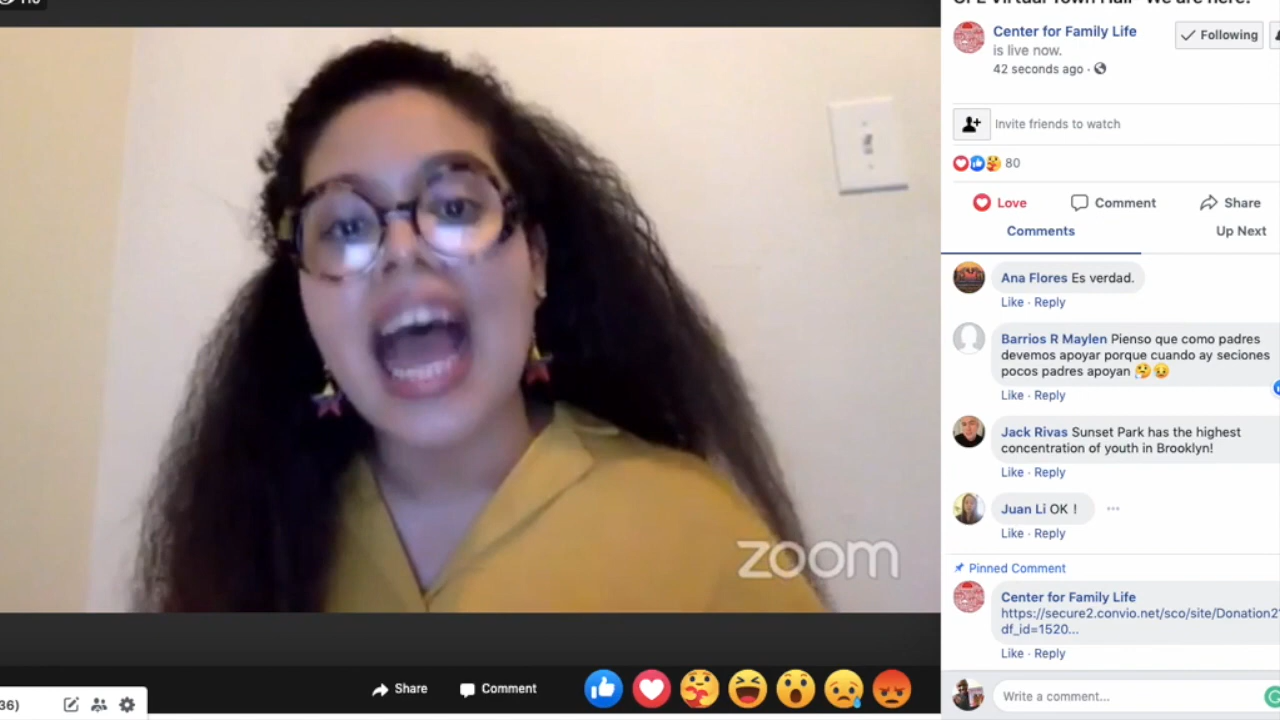 Center for Family Life
is live now.
42 seconds ago ·
Following
Invite friends to watch
80
Love
Comment
Share
Comments
Up Next
Ana Flores Es verdad.
Like · Reply
Barrios R Maylen Pienso que como padres
devemos apoyar porque cuando ay seciones
pocos padres apoyan
Like · Reply
Jack Rivas Sunset Park has the highest
concentration of youth in Brooklyn!
Like · Reply
Juan Li OK !
Like · Reply
Pinned Comment
Center for Family Life
https://secure2.convio.net/sco/site/Donation2
df_id=1520...
Like · Reply
Write a comment...
zoom
Share
Comment
36)